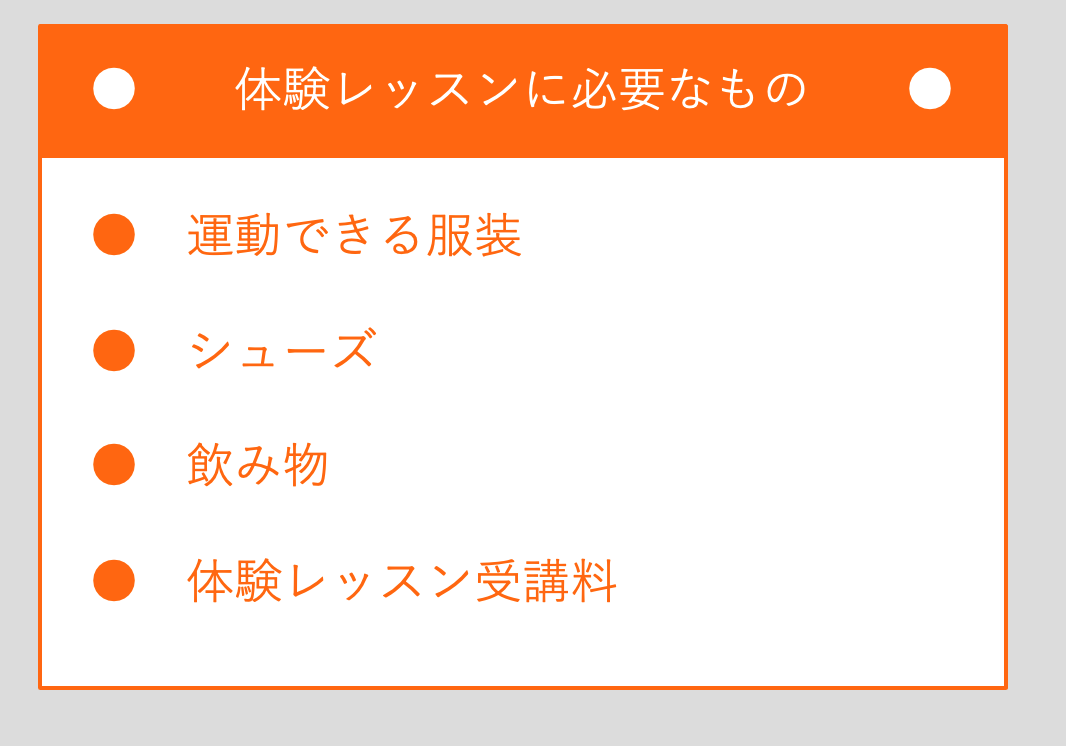 体験レッスンに必要なもの
運動できる服装
シューズ
飲み物
体験レッスン受講料